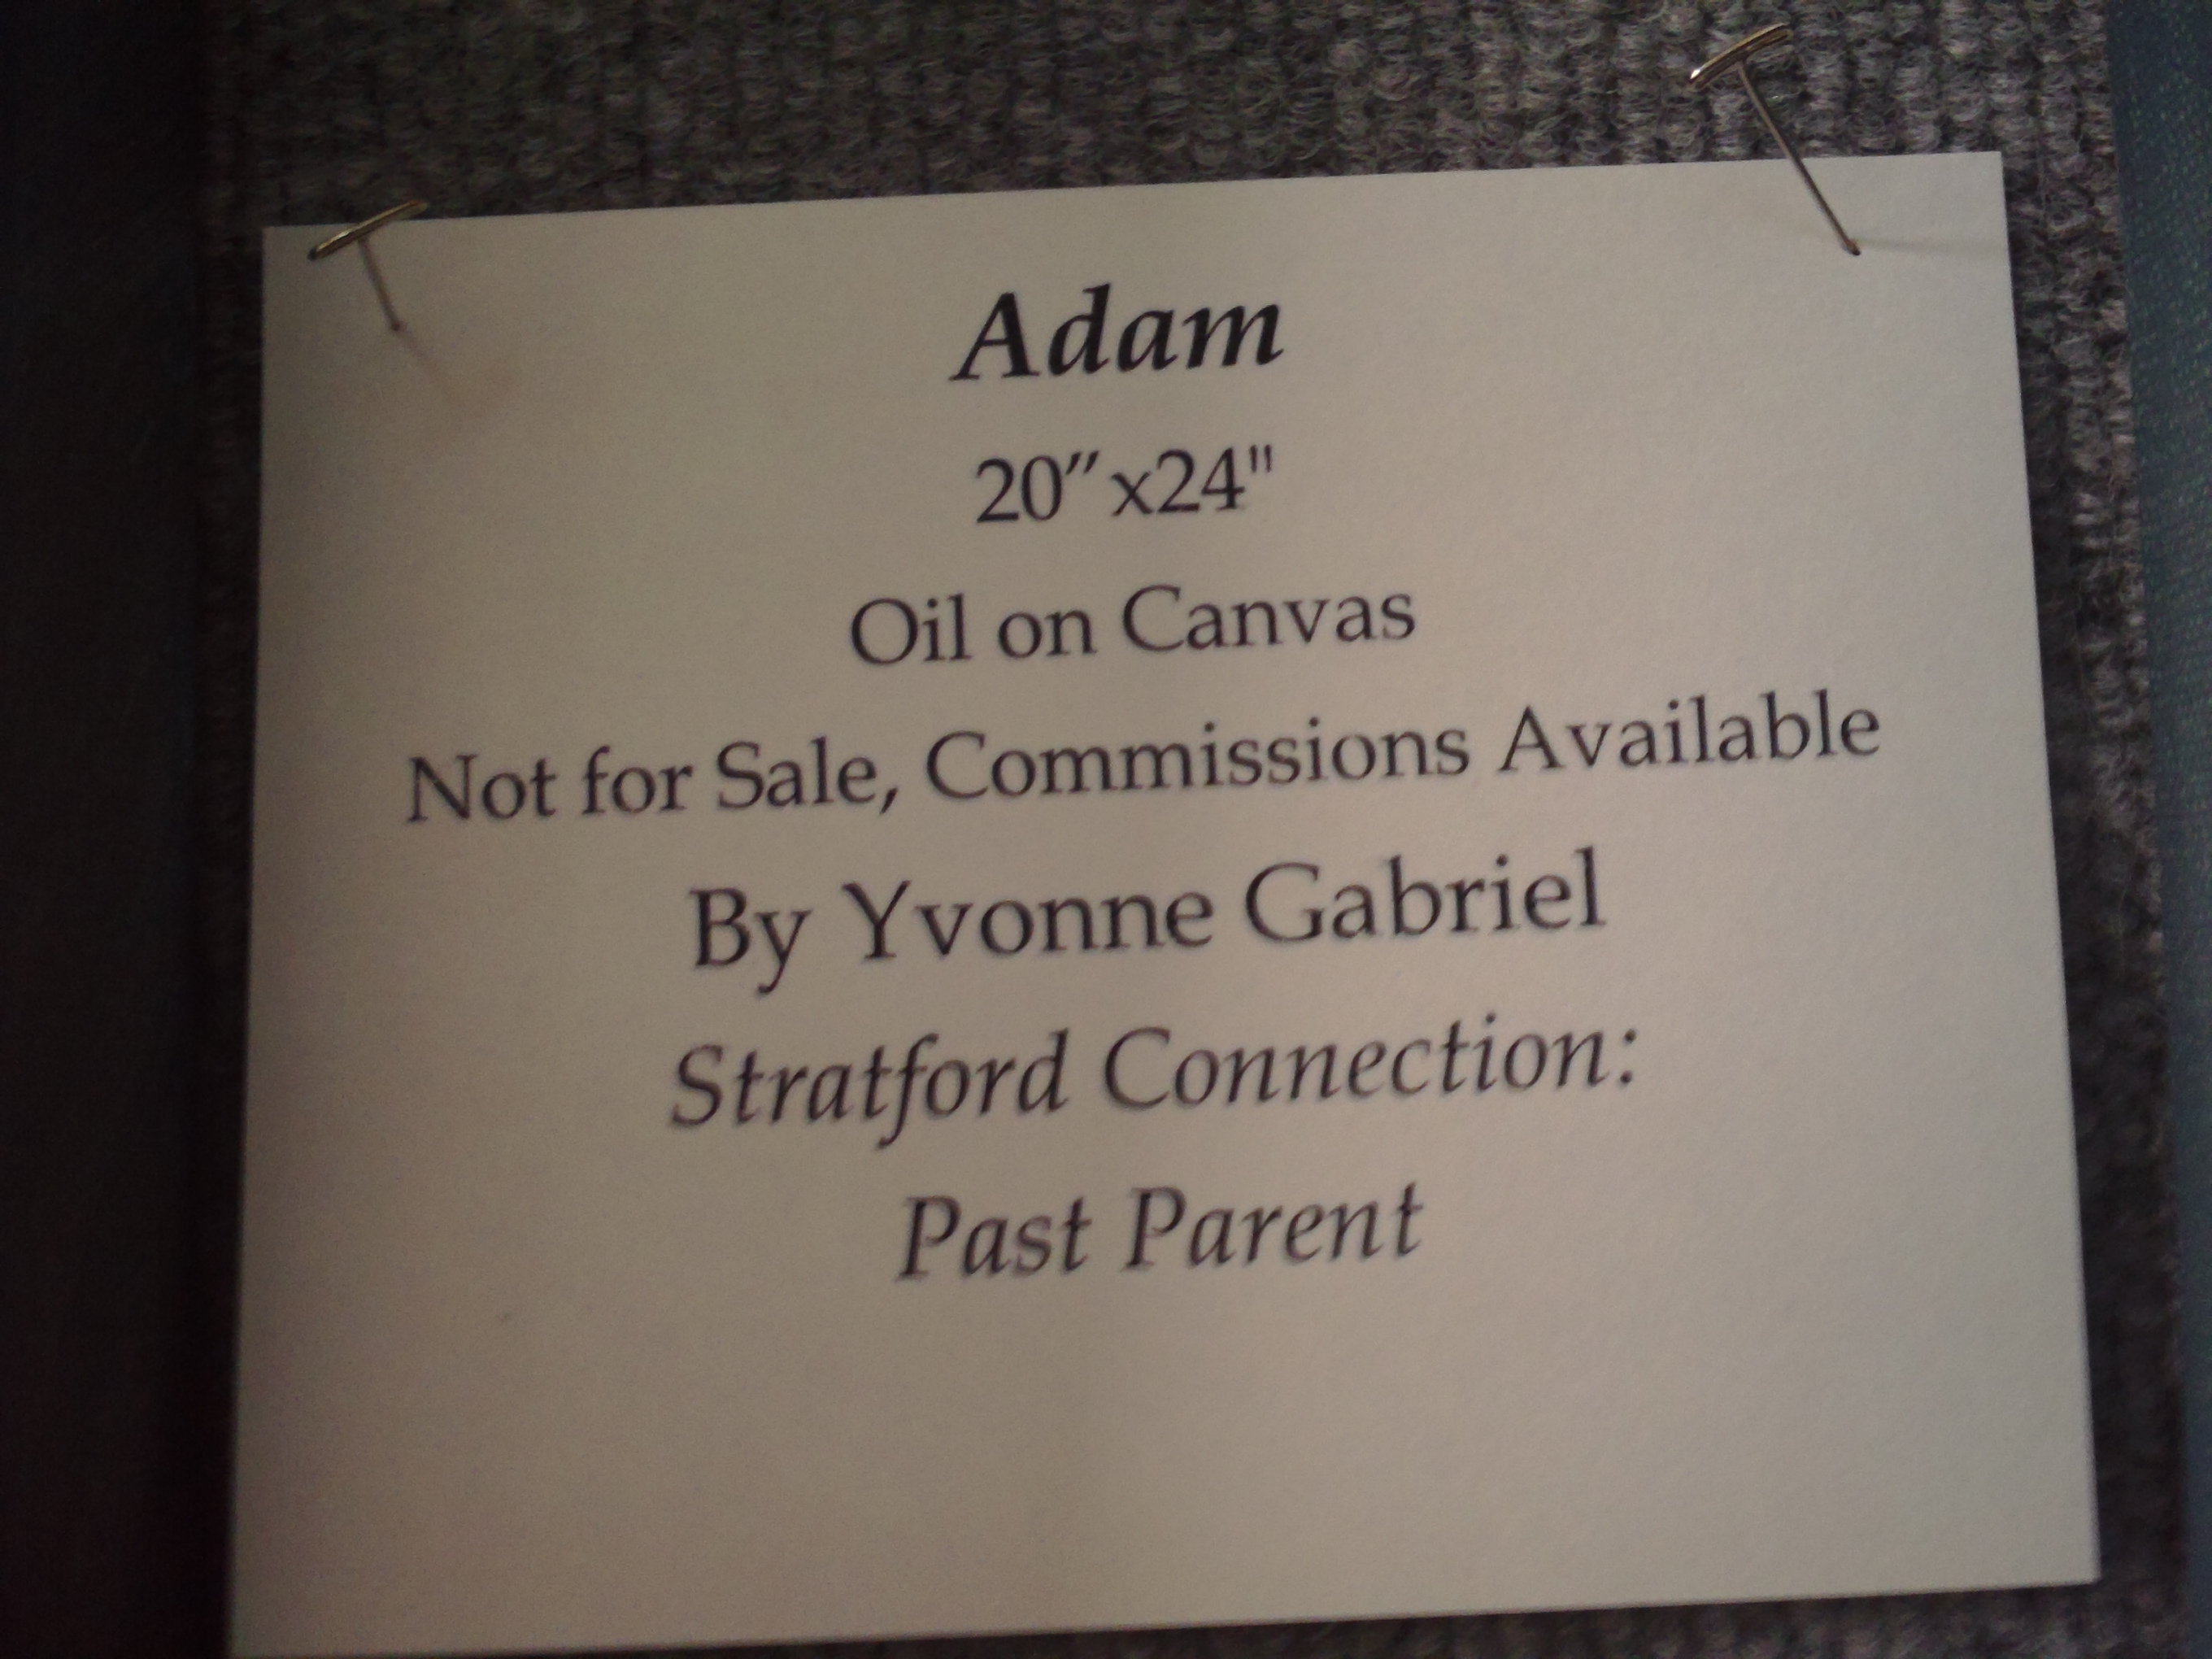 Adam
20”x24"
Oil on Canvas
Not for Sale, Commissions Available
By Yvonne Gabriel
Stratford Connection:
Past Parent